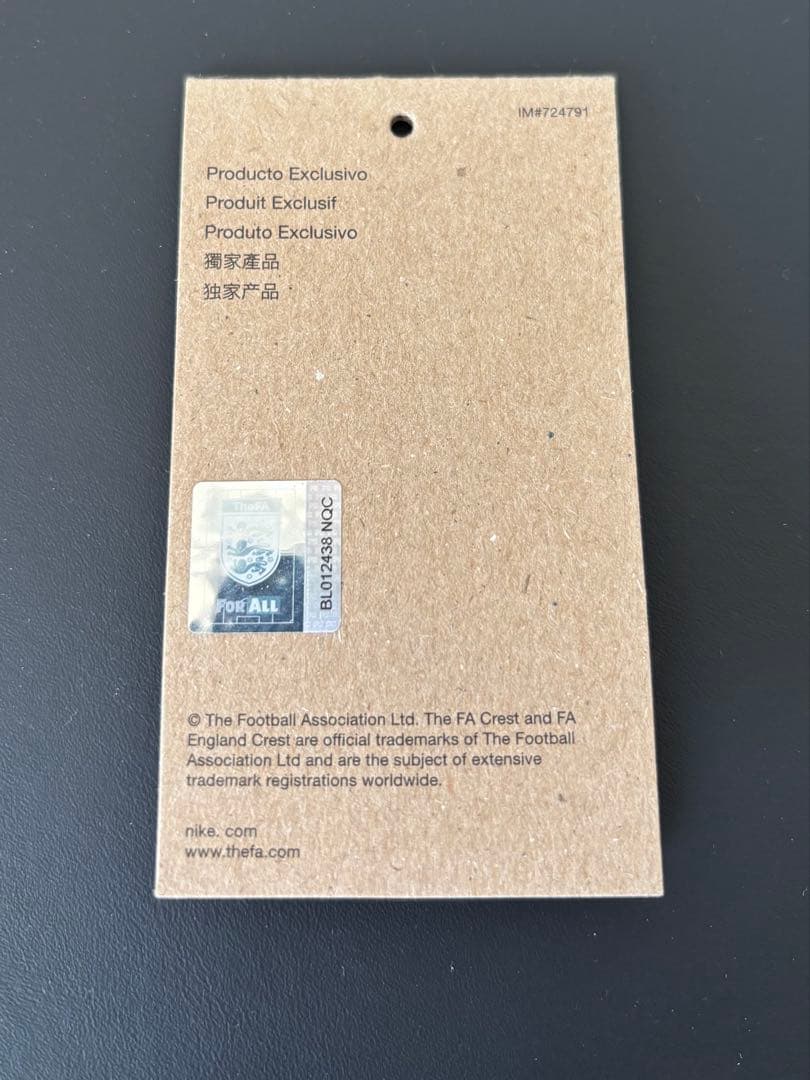 IM#724791
Producto Exclusivo
Produit Exclusif
Produto Exclusivo
獨家產品
独家产品
TheFA
FOR ALL
BL012438 NQC
© The Football Association Ltd. The FA Crest and FA
England Crest are official trademarks of The Football
Association Ltd and are the subject of extensive
trademark registrations worldwide.
nike. com
www.thefa.com